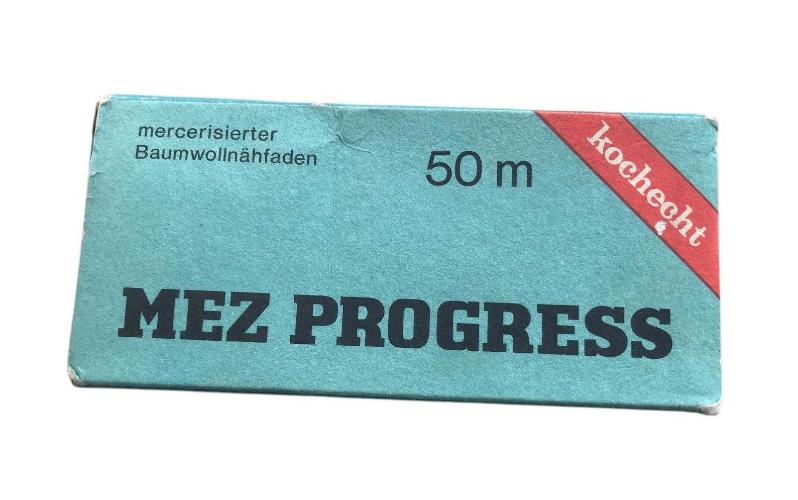 mercerisierter
Baumwollnähfaden
50 m
kochecht
MEZ PROGRESS